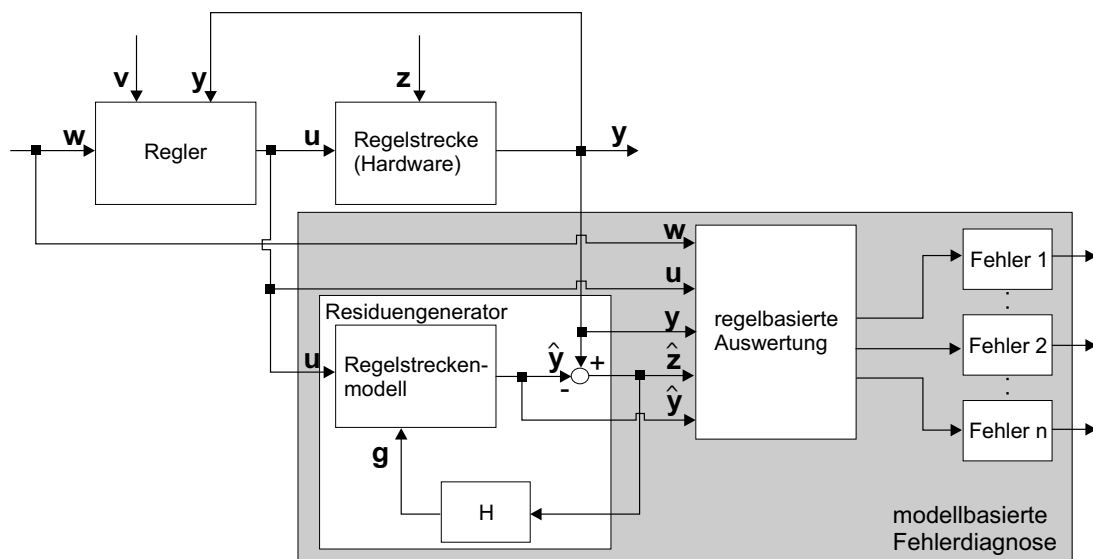 v
y
z
w
Regler
u
Regelstrecke
(Hardware)
y
w
u
y
ẑ
ŷ
regelbasierte
Auswertung
Fehler 1
Fehler 2
Fehler n
Residuengenerator
u
Regelstrecken-
modell
ŷ
+
-
g
H
modellbasierte
Fehlerdiagnose